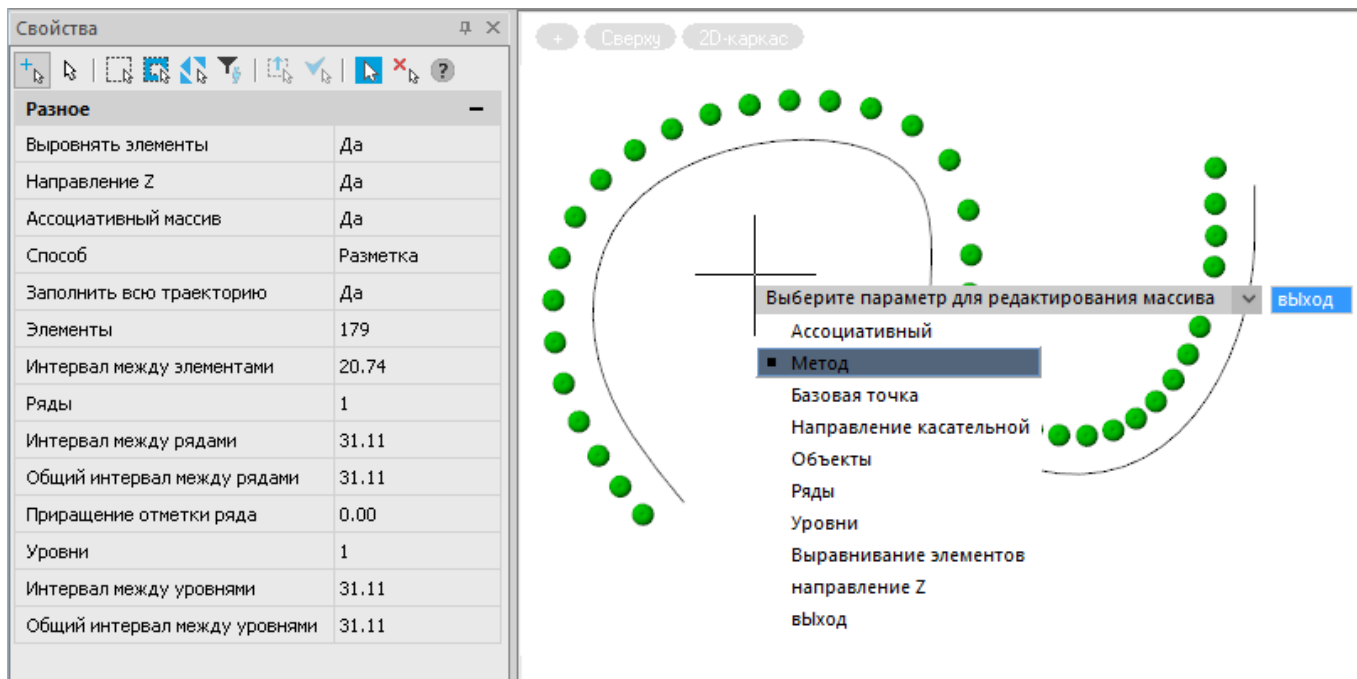 Свойства
Разное
Выровнять элементы Да
Направление Z Да
Ассоциативный массив Да
Способ Разметка
Заполнить всю траекторию Да
Элементы 179
Интервал между элементами 20.74
Ряды 1
Интервал между рядами 31.11
Общий интервал между рядами 31.11
Приращение отметки ряда 0.00
Уровни 1
Интервал между уровнями 31.11
Общий интервал между уровнями 31.11
+ Сверху 2D-каркас
Выберите параметр для редактирования массива вЫход
Ассоциативный
Метод
Базовая точка
Направление касательной
Объекты
Ряды
Уровни
Выравнивание элементов
направление Z
вЫход